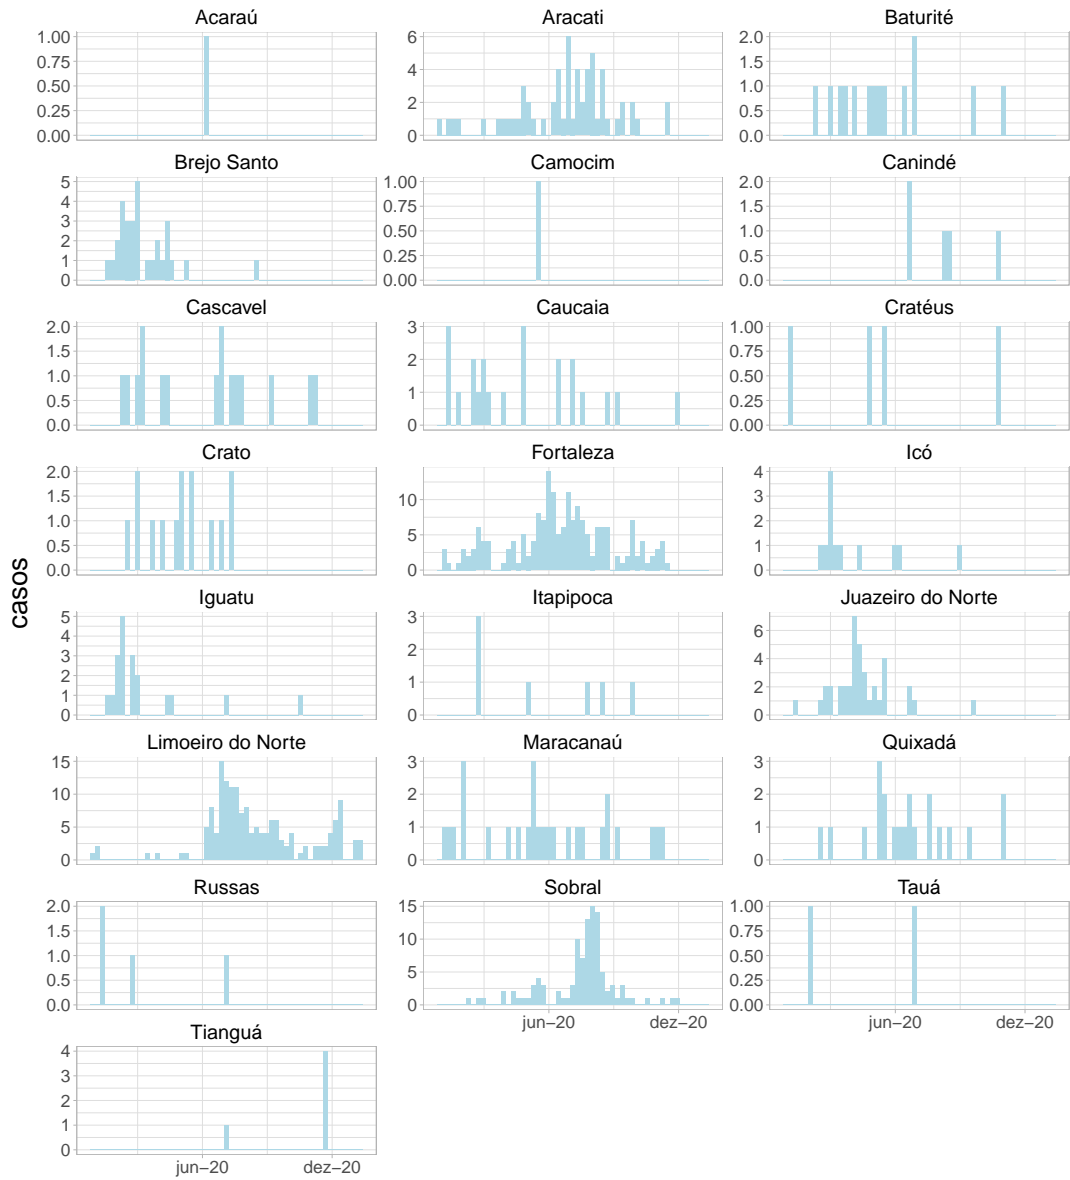 Acaraú Aracati Baturité
1.00 6 2.0
0.75 4 1.5
0.50 1.0
0.25 2 0.5
0.00 0 0.0
Brejo Santo Camocim Canindé
5 1.00 2.0
4 0.75 1.5
3 0.50 1.0
2 0.25 0.5
1 0.00 0.0
0
Cascavel Caucaia Cratéus
2.0 3 1.00
1.5 2 0.75
1.0 1 0.50
0.5 0 0.25
0.0 0.00
Crato Fortaleza Icó
2.0 10 4
1.5 5 3
1.0 0 2
0.5 1
0.0 0
casos
Iguatu Itapipoca Juazeiro do Norte
5 3 6
4 2 4
3 1 2
2 0 0
1
0
Limoeiro do Norte Maracanaú Quixadá
15 3 3
10 2 2
5 1 1
0 0 0
Russas Sobral Tauá
2.0 15 1.00
1.5 10 0.75
1.0 5 0.50
0.5 0 0.25
0.0 0.00
jun–20 dez–20 jun–20 dez–20
Tianguá
4
3
2
1
0
jun–20 dez–20